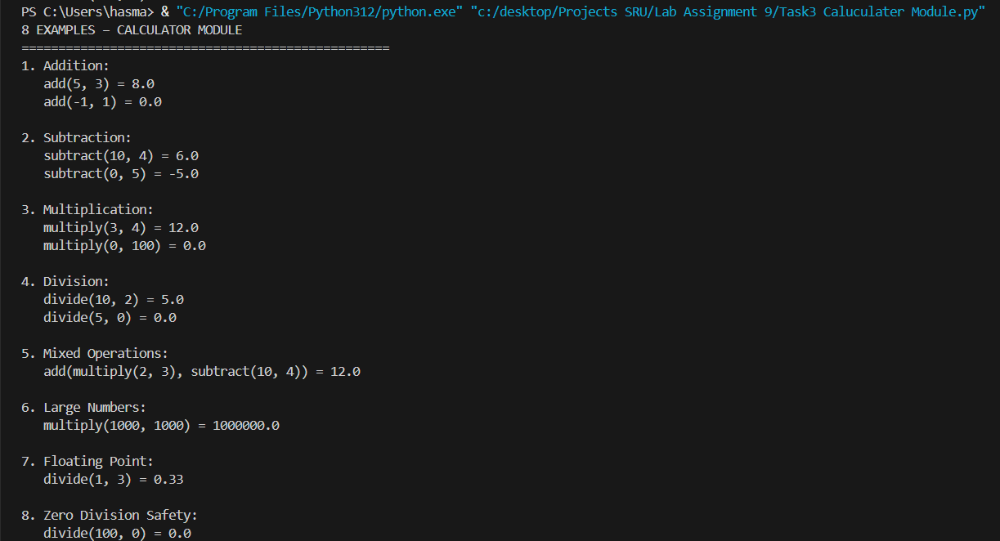 PS C:\Users\hasma> & "C:/Program Files/Python312/python.exe" "c:/desktop/Projects SRU/Lab Assignment 9/Task3 Caluculater Module.py"
8 EXAMPLES – CALCULATOR MODULE
==================================================
1. Addition:
   add(5, 3) = 8.0
   add(-1, 1) = 0.0

2. Subtraction:
   subtract(10, 4) = 6.0
   subtract(0, 5) = -5.0

3. Multiplication:
   multiply(3, 4) = 12.0
   multiply(0, 100) = 0.0

4. Division:
   divide(10, 2) = 5.0
   divide(5, 0) = 0.0

5. Mixed Operations:
   add(multiply(2, 3), subtract(10, 4)) = 12.0

6. Large Numbers:
   multiply(1000, 1000) = 1000000.0

7. Floating Point:
   divide(1, 3) = 0.33

8. Zero Division Safety:
   divide(100, 0) = 0.0